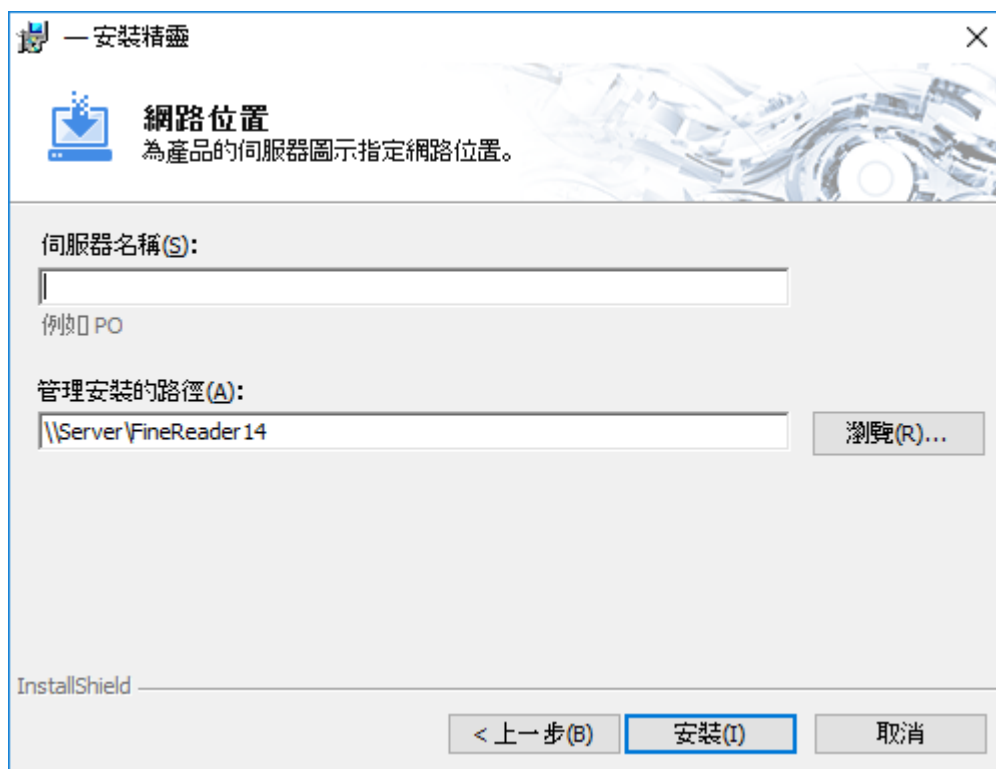 — 安裝精靈
網路位置
為產品的伺服器圖示指定網路位置。
伺服器名稱(S):
例如 PO
管理安裝的路徑(A):
\\Server\FineReader14
瀏覽(R)...
InstallShield
< 上一步(B)
安裝(I)
取消